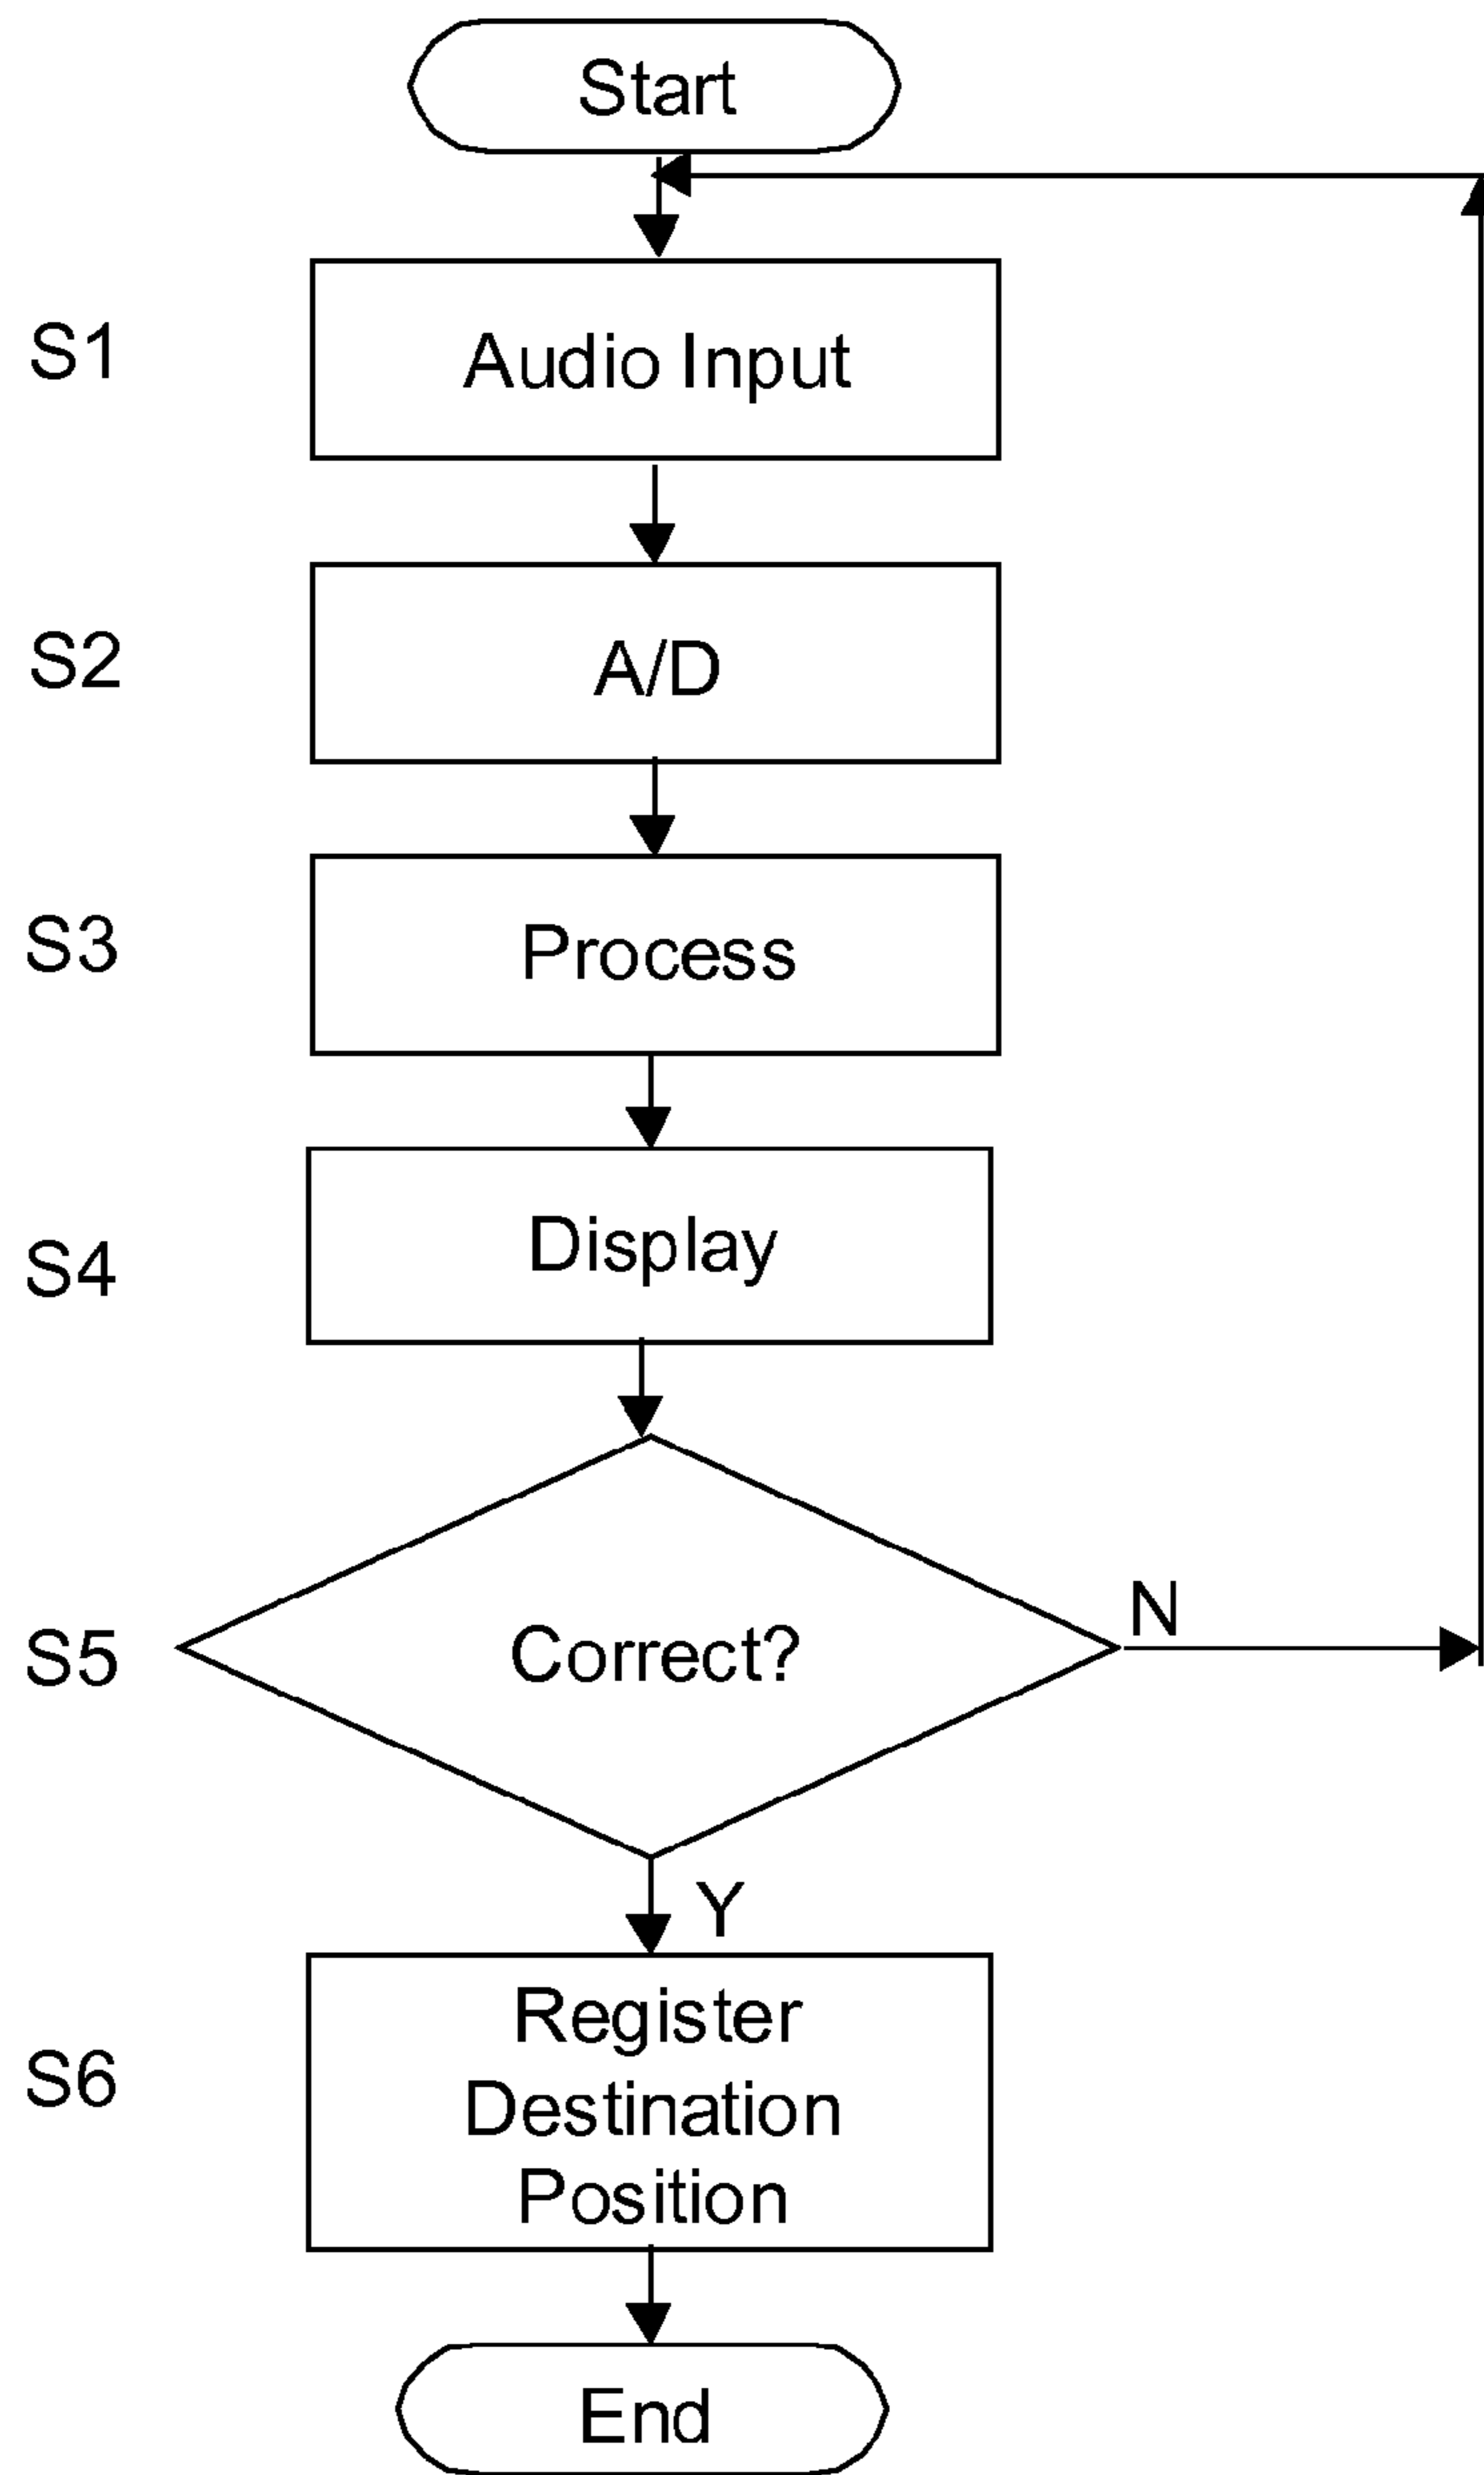 Start
S1
Audio Input
S2
A/D
S3
Process
S4
Display
S5
Correct?
N
Y
S6
Register
Destination
Position
End